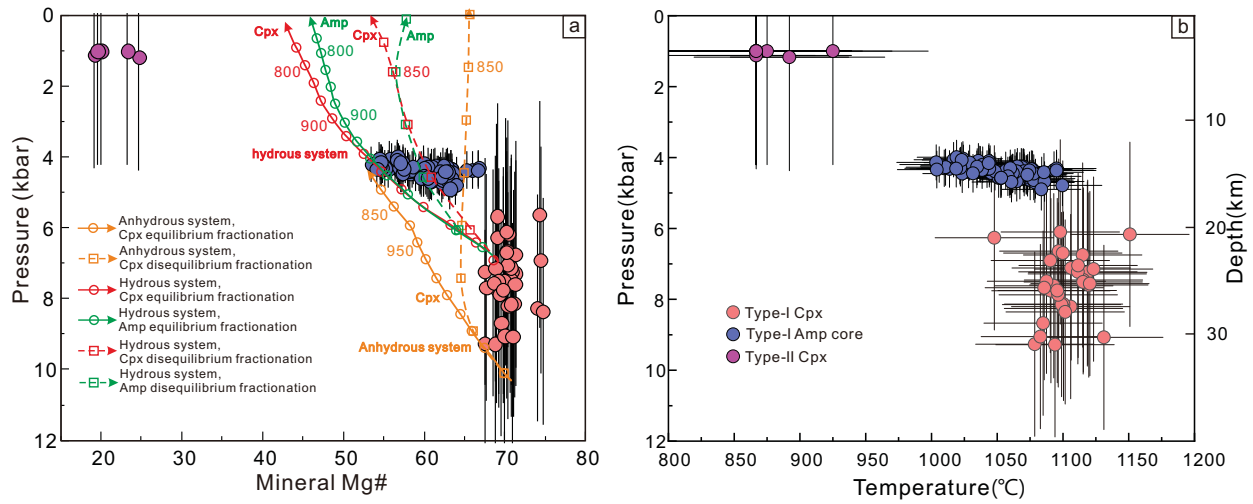 a
0
2
4
6
8
10
12
Pressure (kbar)
20
30
40
50
60
70
80
Mineral Mg#
Cpx
Amp
Cpx
Amp
800
800
850
850
900
900
hydrous system
850
950
Cpx
Anhydrous system
Anhydrous system,
Cpx equilibrium fractionation
Anhydrous system,
Cpx disequilibrium fractionation
Hydrous system,
Cpx equilibrium fractionation
Hydrous system,
Amp equilibrium fractionation
Hydrous system,
Cpx disequilibrium fractionation
Hydrous system,
Amp disequilibrium fractionation
b
0
2
4
6
8
10
12
Pressure(kbar)
10
20
30
Depth(km)
Type-I Cpx
Type-I Amp core
Type-II Cpx
800
850
900
950
1000
1050
1100
1150
1200
Temperature(℃)